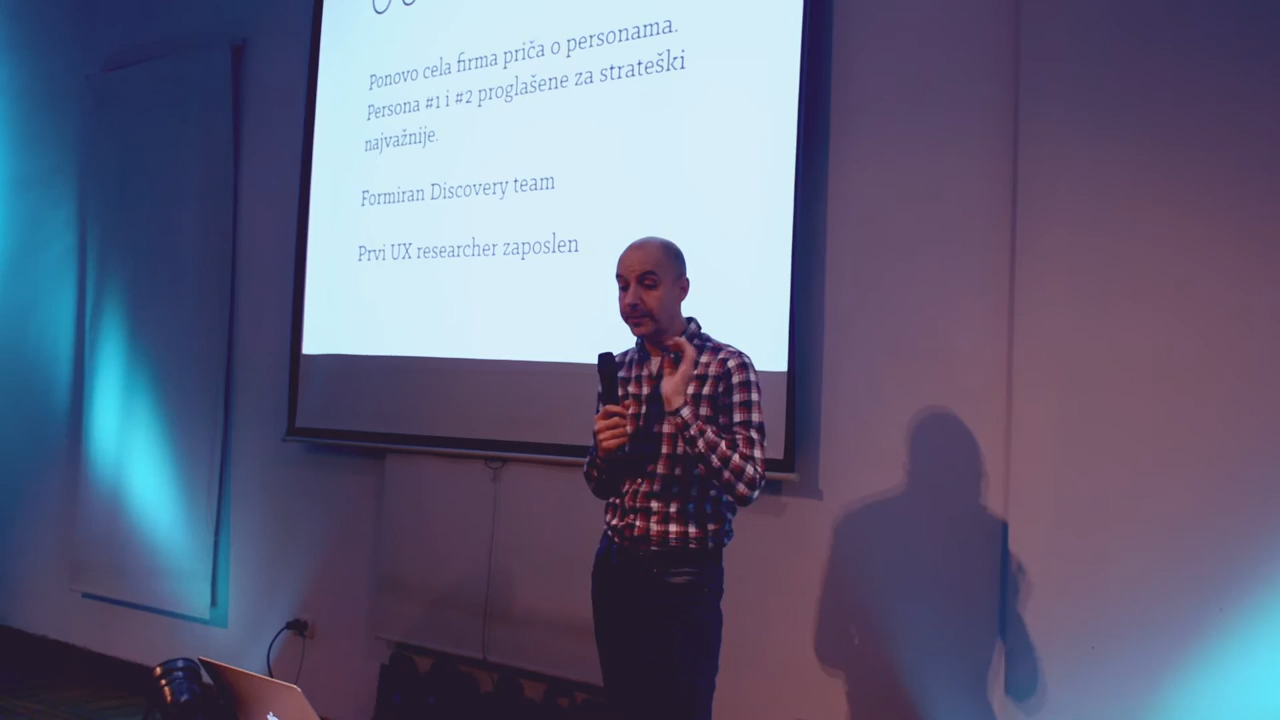 Ponovo cela firma priča o personama.
Persona #1 i #2 proglašene za strateški
najvažnije.
Formiran Discovery team
Prvi UX researcher zaposlen